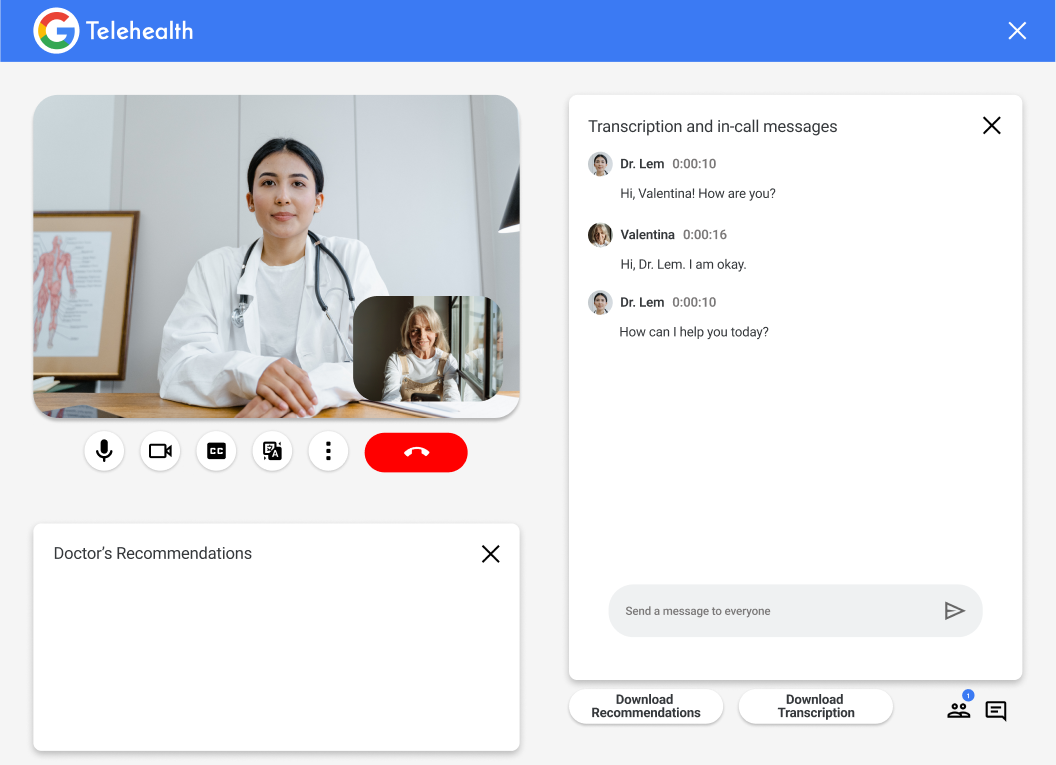 G Telehealth
Transcription and in-call messages
Dr. Lem 0:00:10
Hi, Valentina! How are you?
Valentina 0:00:16
Hi, Dr. Lem. I am okay.
Dr. Lem 0:00:10
How can I help you today?
Send a message to everyone
CC
A
Doctor’s Recommendations
Download
Recommendations
Download
Transcription
1